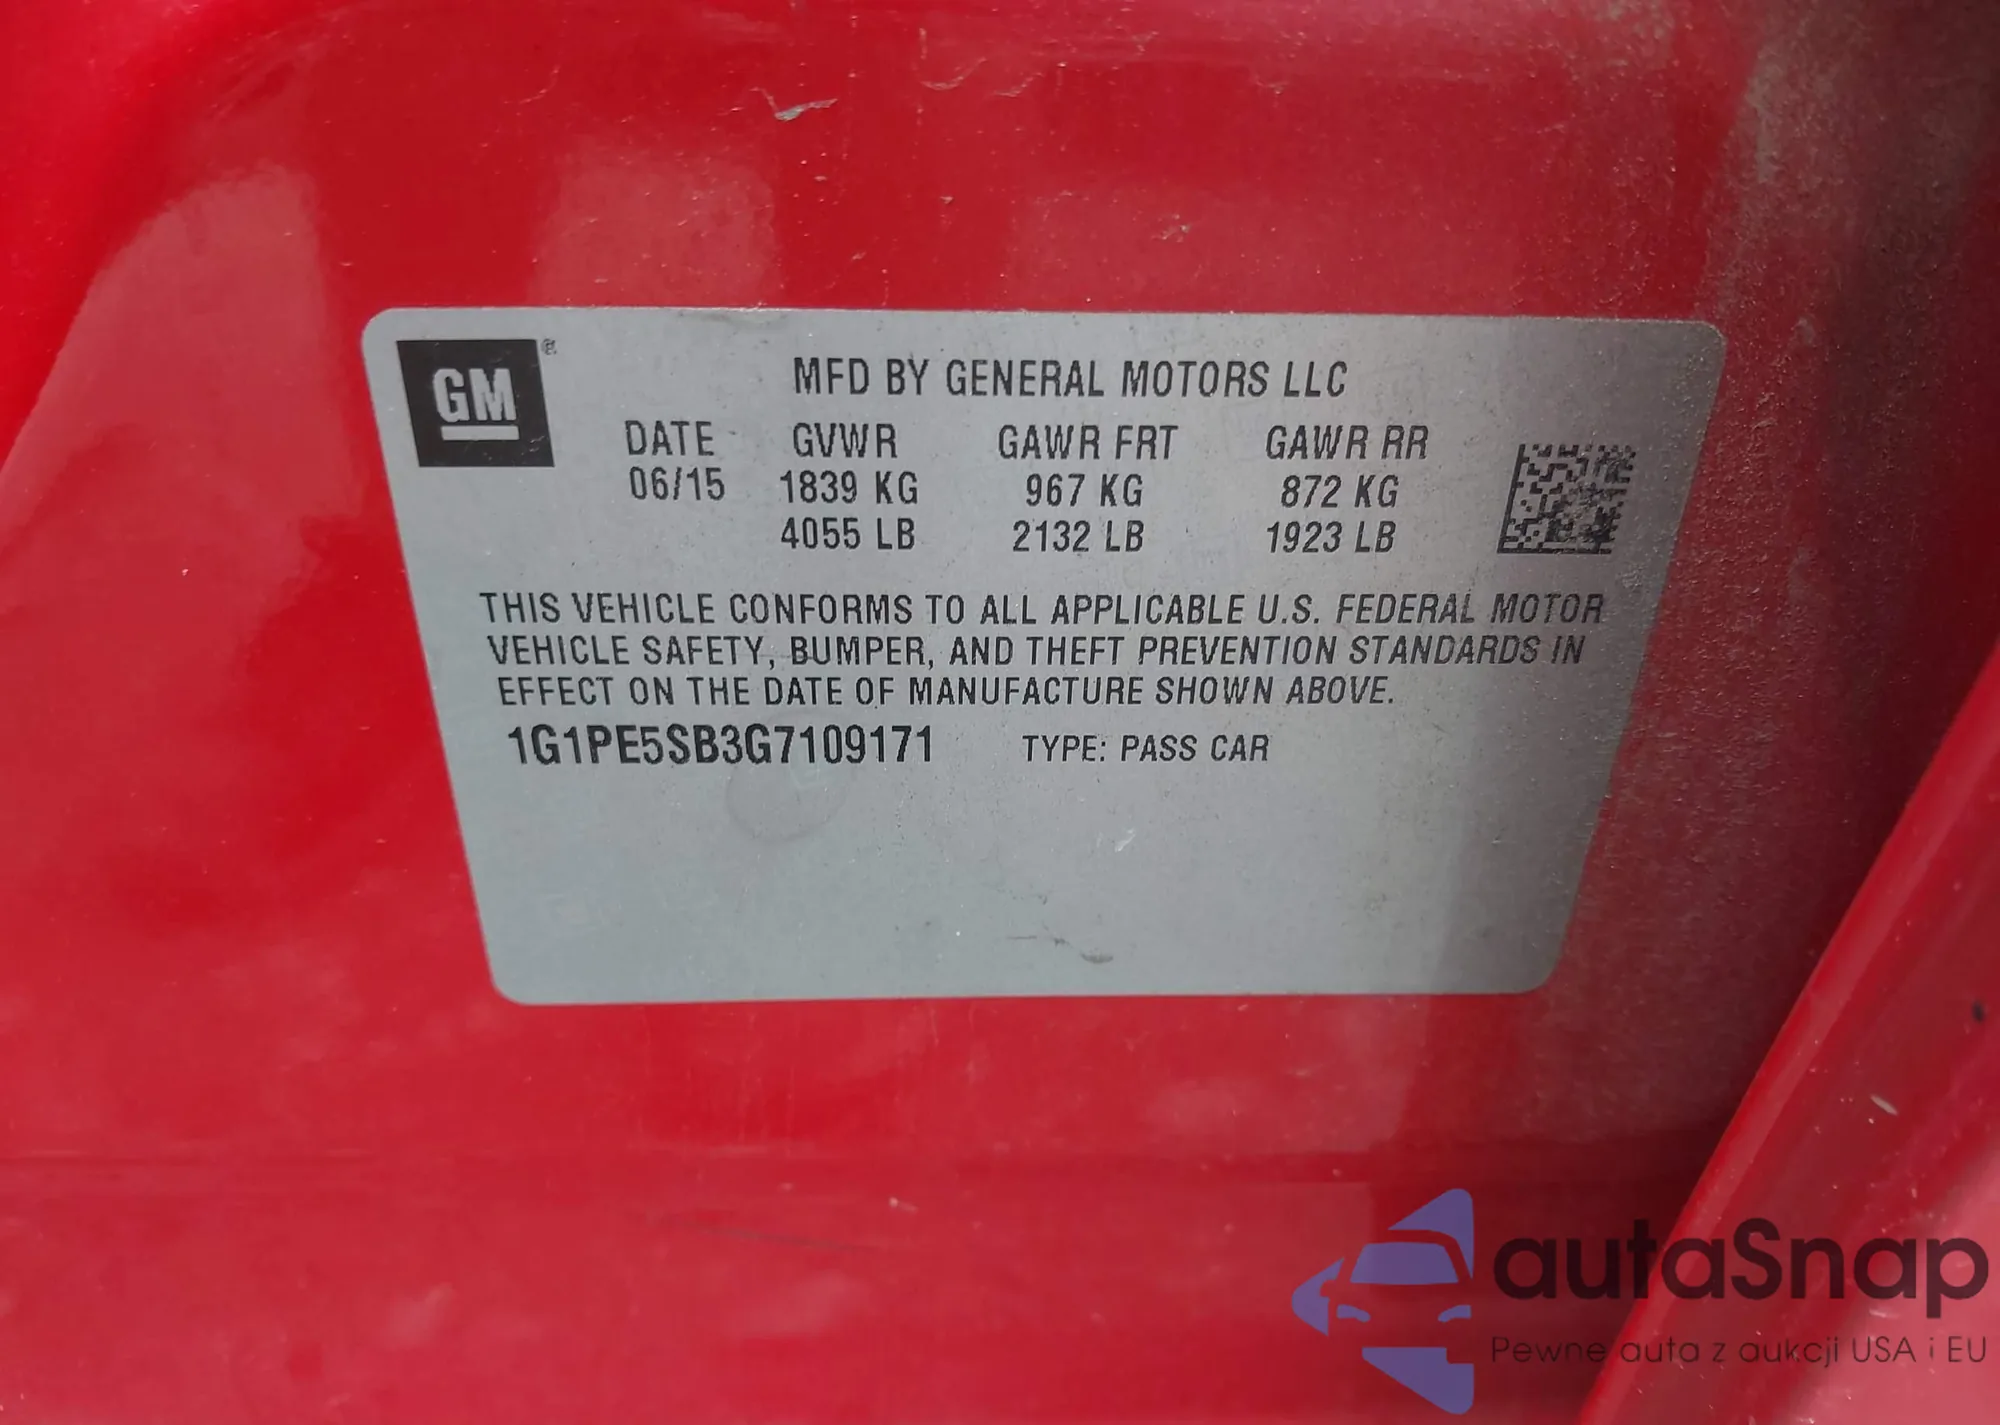 GM
MFD BY GENERAL MOTORS LLC
DATE GVWR GAWR FRT GAWR RR
06/15 1839 KG 967 KG 872 KG
4055 LB 2132 LB 1923 LB
THIS VEHICLE CONFORMS TO ALL APPLICABLE U.S. FEDERAL MOTOR
VEHICLE SAFETY, BUMPER, AND THEFT PREVENTION STANDARDS IN
EFFECT ON THE DATE OF MANUFACTURE SHOWN ABOVE.
1G1PE5SB3G7109171 TYPE: PASS CAR
autaSnap
Pewne auta z aukcji USA i EU